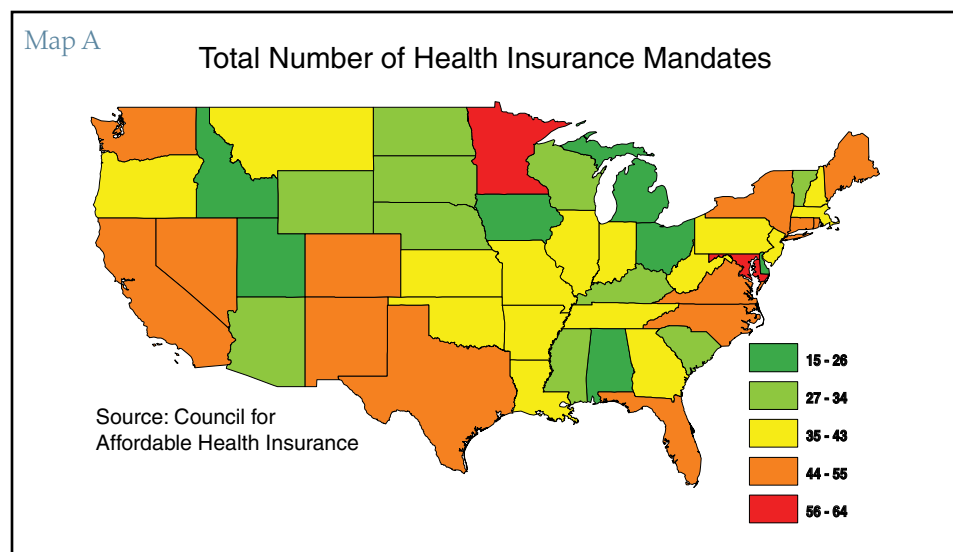 Map A
Total Number of Health Insurance Mandates
15 - 26
27 - 34
35 - 43
44 - 55
56 - 64
Source: Council for
Affordable Health Insurance